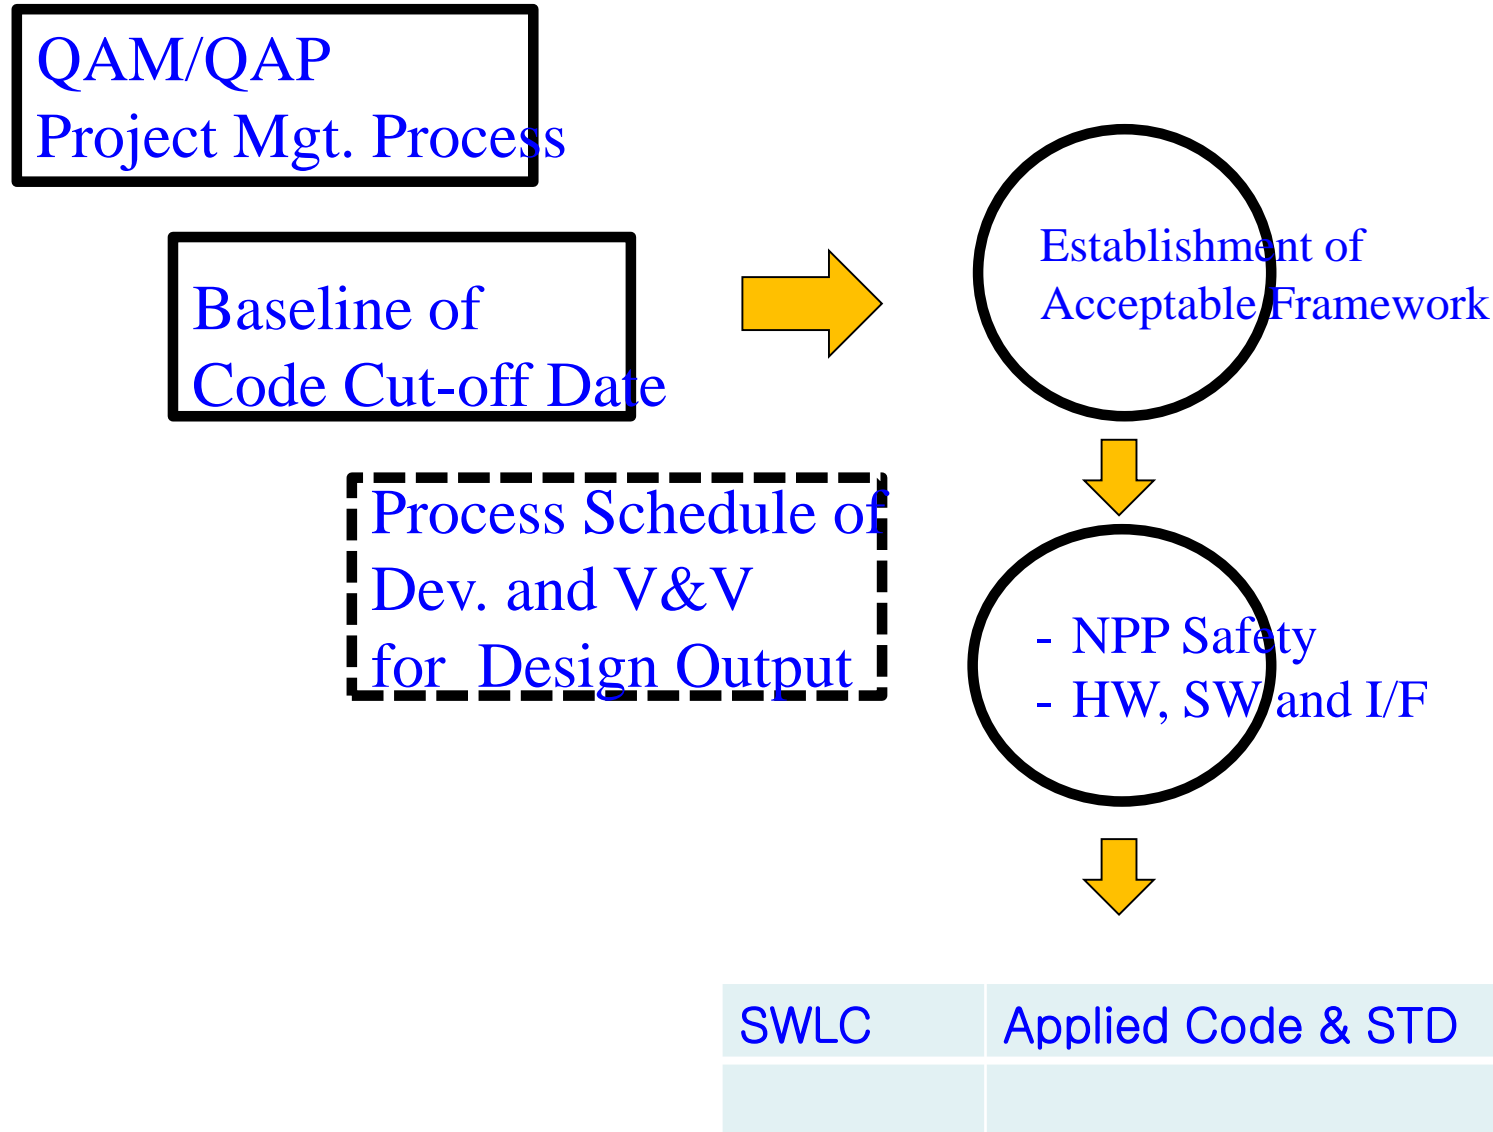 QAM/QAP
Project Mgt. Process
Baseline of
Code Cut-off Date
Establishment of
Acceptable Framework
Process Schedule of
Dev. and V&V
for Design Output
- NPP Safety
- HW, SW and I/F
SWLC Applied Code & STD